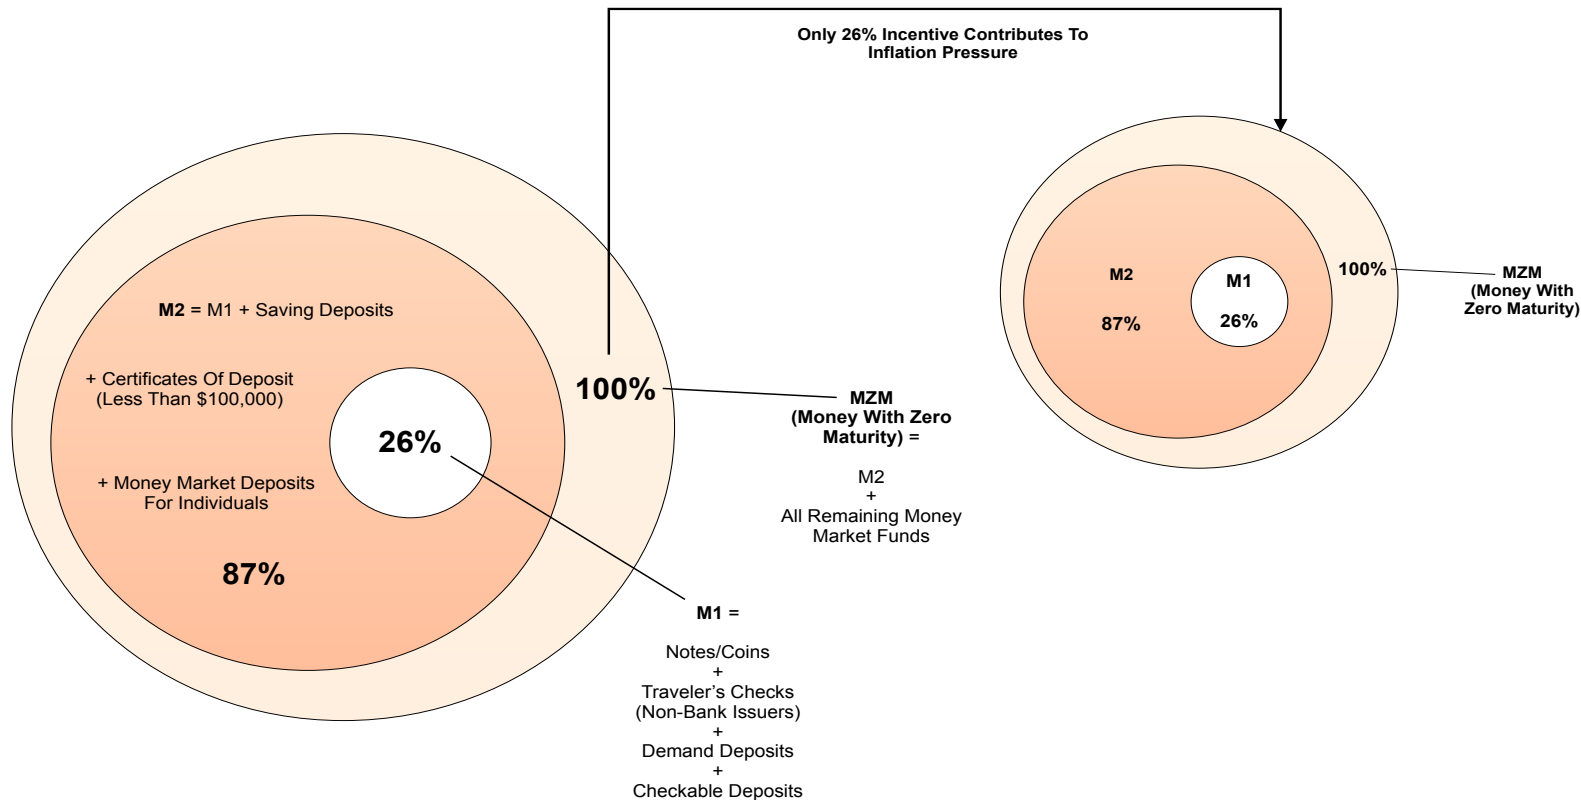 Only 26% Incentive Contributes To
Inflation Pressure
M2 = M1 + Saving Deposits
+ Certificates Of Deposit
(Less Than $100,000)
+ Money Market Deposits
For Individuals
87%
26%
100%
MZM
(Money With Zero
Maturity) =
M2
+
All Remaining Money
Market Funds
M1 =
Notes/Coins
+
Traveler's Checks
(Non-Bank Issuers)
+
Demand Deposits
+
Checkable Deposits
M2
87%
M1
26%
100%
MZM
(Money With
Zero Maturity)